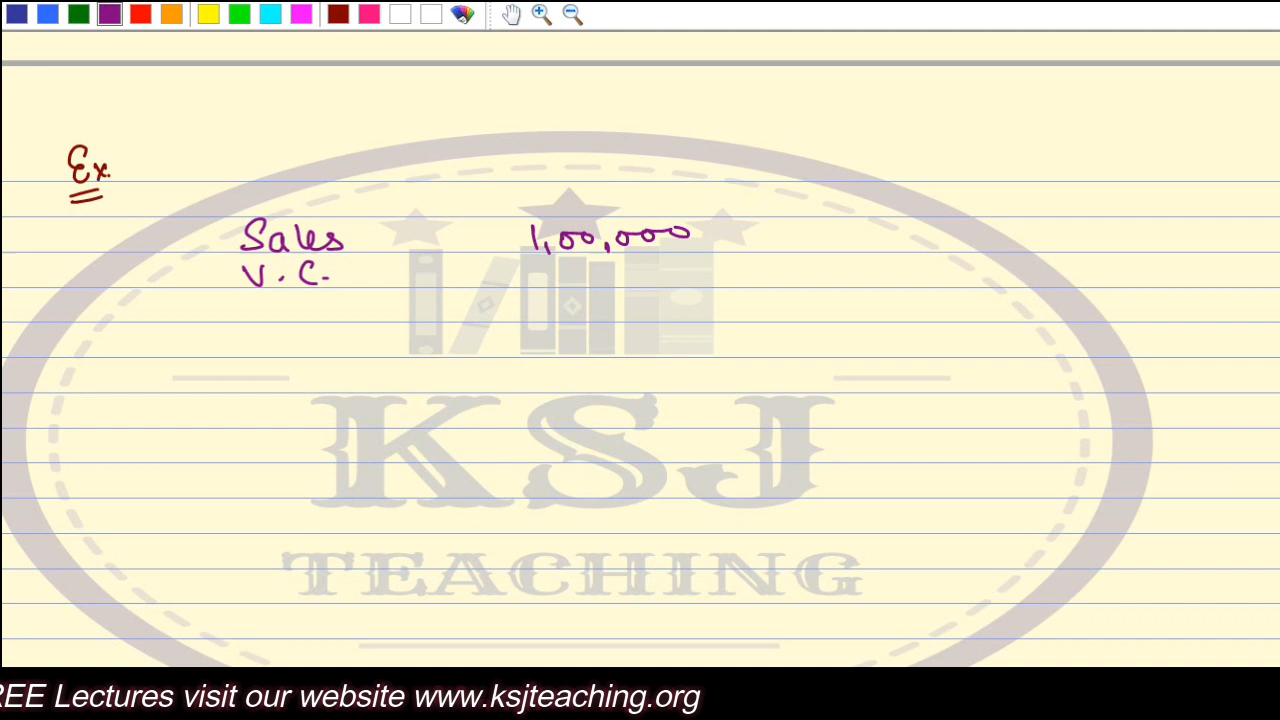 Ex.
Sales 1,00,000
V.C.
KSJ
TEACHING
REE Lectures visit our website www.ksjteaching.org